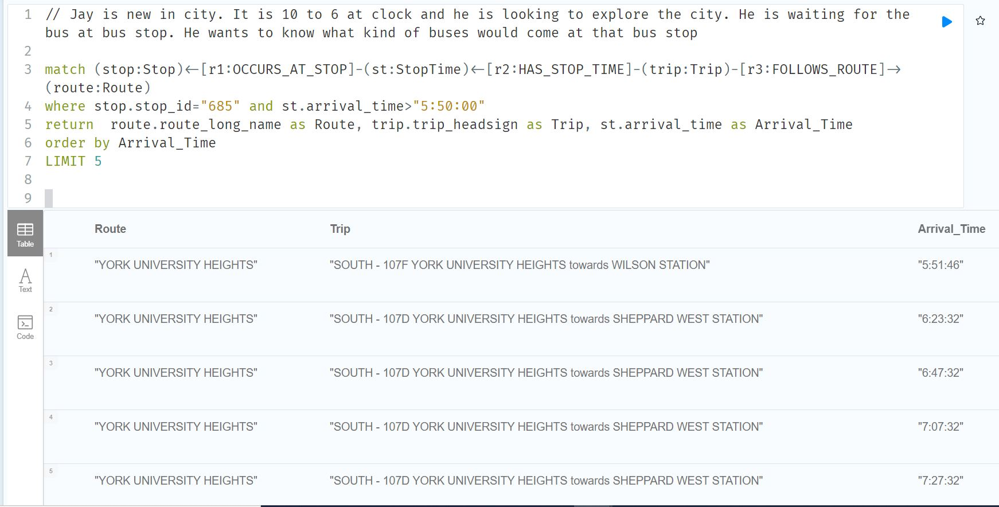 1 // Jay is new in city. It is 10 to 6 at clock and he is looking to explore the city. He is waiting for the
bus at bus stop. He wants to know what kind of buses would come at that bus stop
2
3 match (stop:Stop)<-[r1:OCCURS_AT_STOP]-(st:StopTime)<-[r2:HAS_STOP_TIME]-(trip:Trip)-[r3:FOLLOWS_ROUTE]->
(route:Route)
4 where stop.stop_id="685" and st.arrival_time>"5:50:00"
5 return  route.route_long_name as Route, trip.trip_headsign as Trip, st.arrival_time as Arrival_Time
6 order by Arrival_Time
7 LIMIT 5
8
9
Table
Text
Code
Route Trip Arrival_Time
1 "YORK UNIVERSITY HEIGHTS" "SOUTH - 107F YORK UNIVERSITY HEIGHTS towards WILSON STATION" "5:51:46"
2 "YORK UNIVERSITY HEIGHTS" "SOUTH - 107D YORK UNIVERSITY HEIGHTS towards SHEPPARD WEST STATION" "6:23:32"
3 "YORK UNIVERSITY HEIGHTS" "SOUTH - 107D YORK UNIVERSITY HEIGHTS towards SHEPPARD WEST STATION" "6:47:32"
4 "YORK UNIVERSITY HEIGHTS" "SOUTH - 107D YORK UNIVERSITY HEIGHTS towards SHEPPARD WEST STATION" "7:07:32"
5 "YORK UNIVERSITY HEIGHTS" "SOUTH - 107D YORK UNIVERSITY HEIGHTS towards SHEPPARD WEST STATION" "7:27:32"